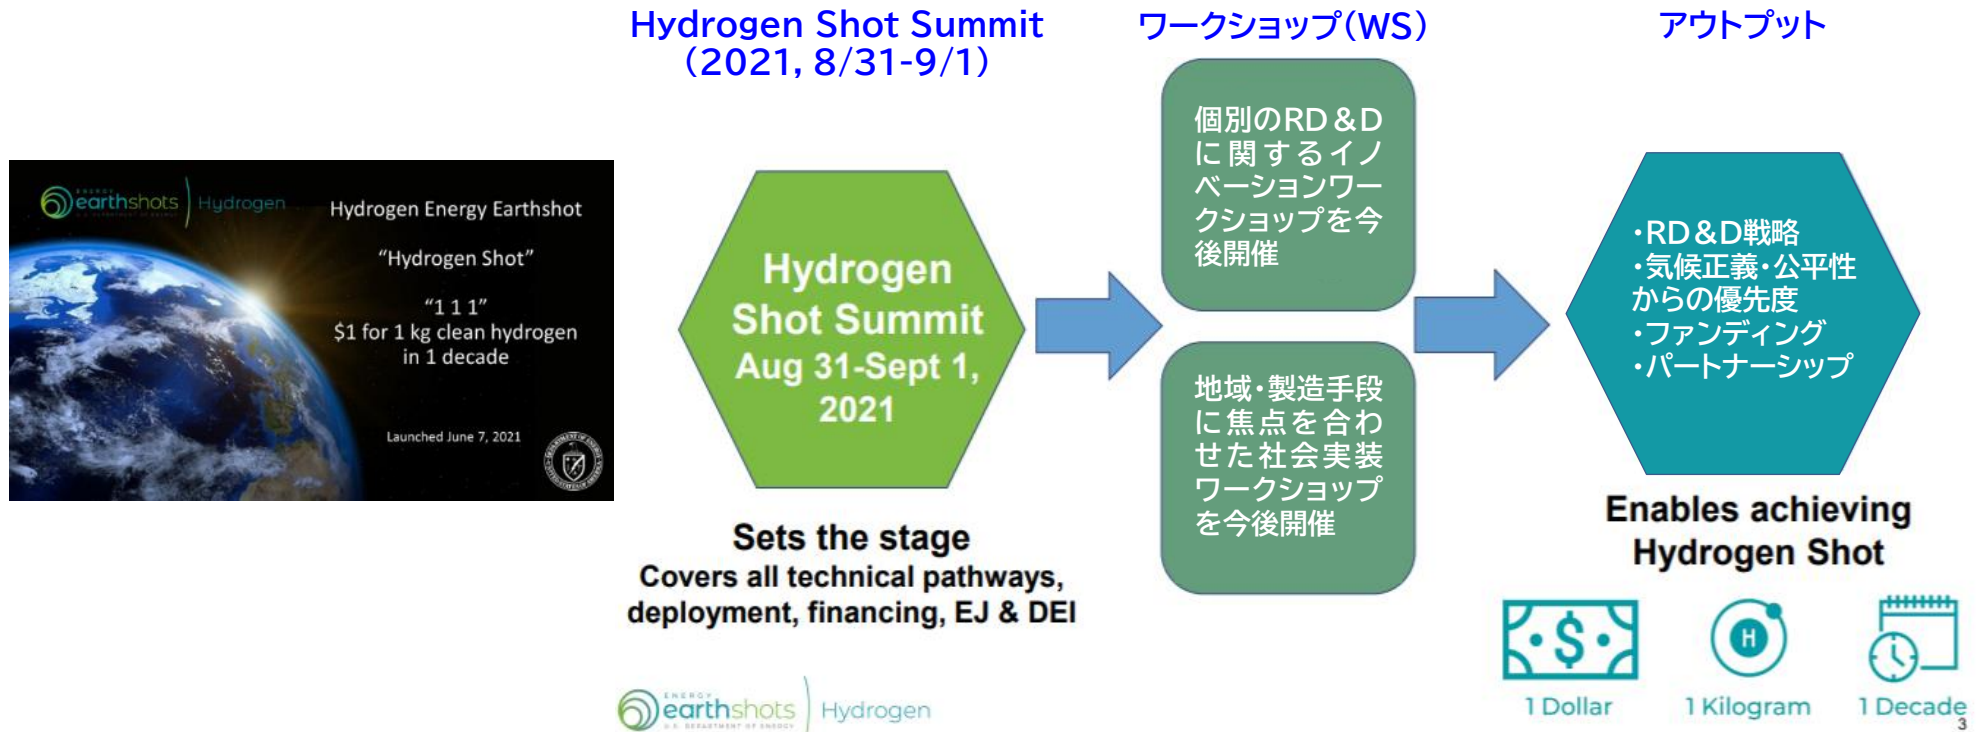 Hydrogen Shot Summit
(2021, 8/31-9/1)
ワークショップ(WS)
アウトプット
ENERGY
earthshots
U.S. DEPARTMENT OF ENERGY
Hydrogen
Hydrogen Energy Earthshot
“Hydrogen Shot”
“1 1 1”
$1 for 1 kg clean hydrogen
in 1 decade
Launched June 7, 2021
Hydrogen
Shot Summit
Aug 31-Sept 1,
2021
Sets the stage
Covers all technical pathways,
deployment, financing, EJ & DEI
個別のRD&D
に関するイノ
ベーションワー
クショップを今
後開催
地域・製造手段
に焦点を合わ
せた社会実装
ワークショップ
を今後開催
・RD&D戦略
・気候正義・公平性
からの優先度
・ファンディング
・パートナーシップ
Enables achieving
Hydrogen Shot
$
H
1 Dollar
1 Kilogram
1 Decade
ENERGY
earthshots
U.S. DEPARTMENT OF ENERGY
Hydrogen
3